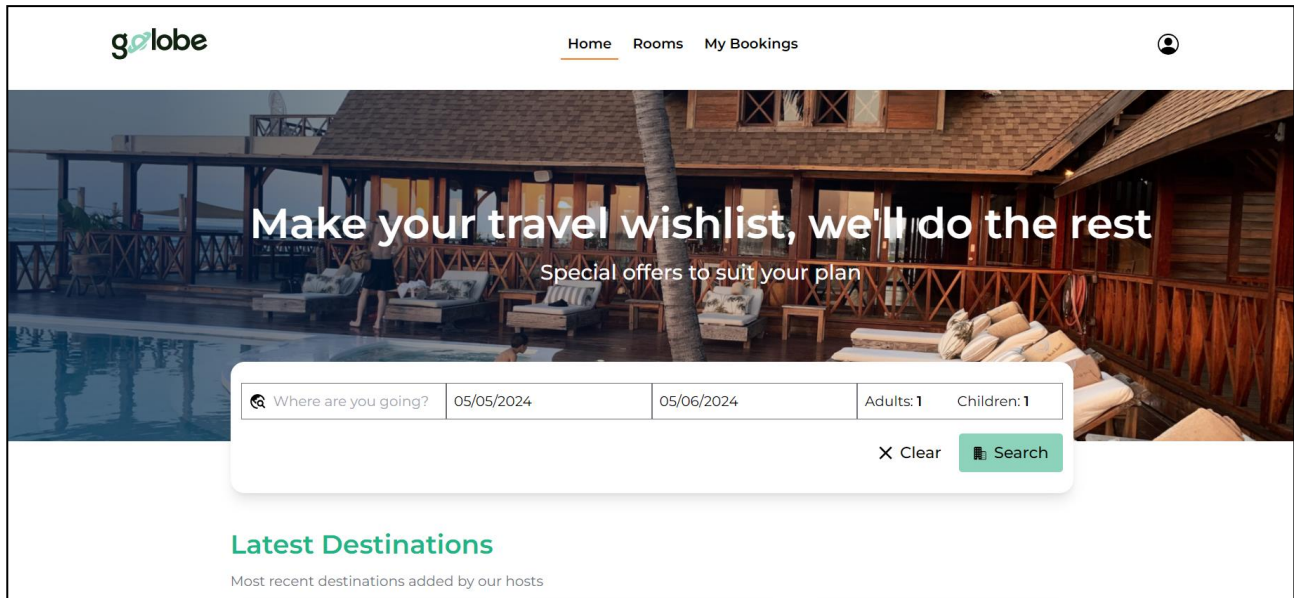 golobe
Home Rooms My Bookings
Make your travel wishlist, we'll do the rest
Special offers to suit your plan
Where are you going? 05/05/2024 05/06/2024 Adults: 1 Children: 1
Clear Search
Latest Destinations
Most recent destinations added by our hosts